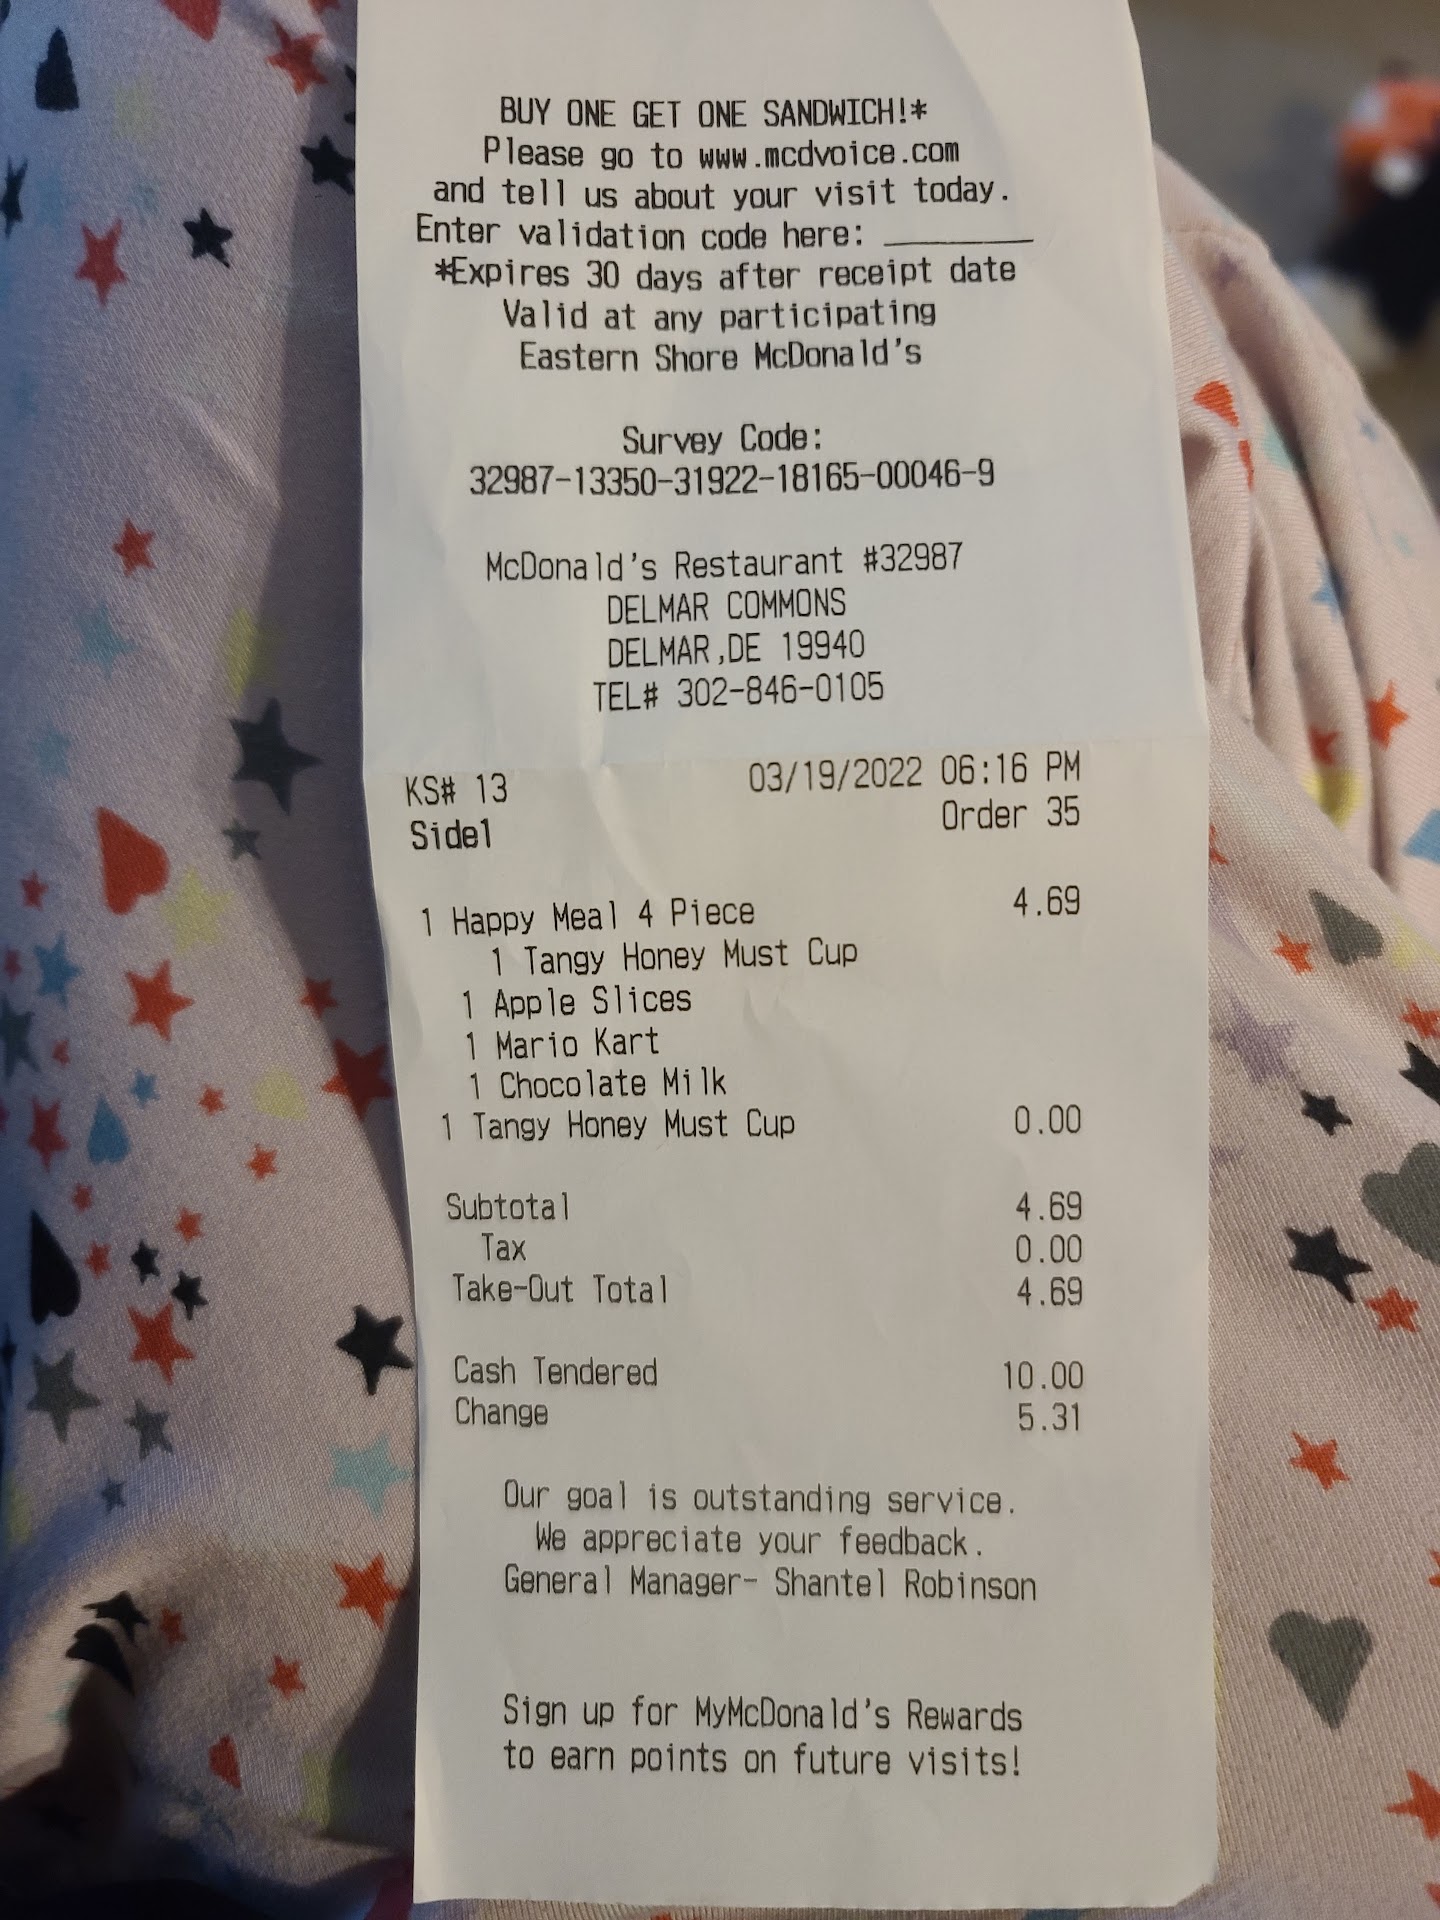 BUY ONE GET ONE SANDWICH!*
Please go to www.mcdvoice.com
and tell us about your visit today.
Enter validation code here: ________
*Expires 30 days after receipt date
Valid at any participating
Eastern Shore McDonald's
Survey Code:
32987-13350-31922-18165-00046-9
McDonald's Restaurant #32987
DELMAR COMMONS
DELMAR,DE 19940
TEL# 302-846-0105
KS# 13 03/19/2022 06:16 PM
Side1 Order 35
1 Happy Meal 4 Piece 4.69
1 Tangy Honey Must Cup
1 Apple Slices
1 Mario Kart
1 Chocolate Milk
1 Tangy Honey Must Cup 0.00
Subtotal 4.69
Tax 0.00
Take-Out Total 4.69
Cash Tendered 10.00
Change 5.31
Our goal is outstanding service.
We appreciate your feedback.
General Manager- Shantel Robinson
Sign up for MyMcDonald's Rewards
to earn points on future visits!